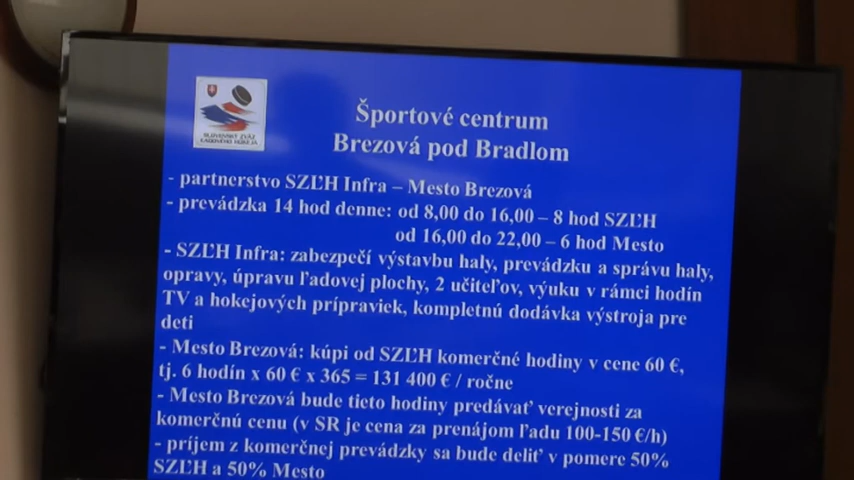 SLOVENSKÝ ZVÄZ
ĽADOVÉHO HOKEJA
Športové centrum
Brezová pod Bradlom
- partnerstvo SZĽH Infra – Mesto Brezová
- prevádzka 14 hod denne: od 8,00 do 16,00 – 8 hod SZĽH
od 16,00 do 22,00 – 6 hod Mesto
- SZĽH Infra: zabezpečí výstavbu haly, prevádzku a správu haly,
opravy, úpravu ľadovej plochy, 2 učiteľov, výuku v rámci hodín
TV a hokejových prípraviek, kompletnú dodávka výstroja pre
deti
- Mesto Brezová: kúpi od SZĽH komerčné hodiny v cene 60 €,
tj. 6 hodín x 60 € x 365 = 131 400 € / ročne
- Mesto Brezová bude tieto hodiny predávať verejnosti za
komerčnú cenu (v SR je cena za prenájom ľadu 100-150 €/h)
- príjem z komerčnej prevádzky sa bude deliť v pomere 50%
SZĽH a 50% Mesto